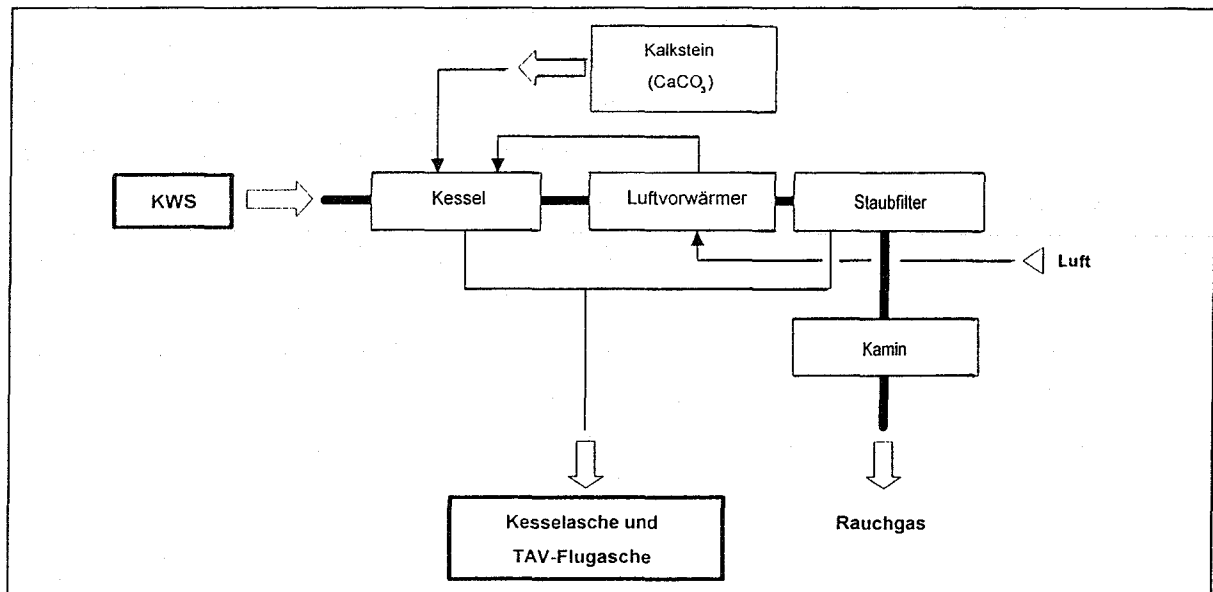 Kalkstein
(CaCO₃)
KWS
Kessel
Luftvorwärmer
Staubfilter
Luft
Kamin
Kesselasche und
TAV-Flugasche
Rauchgas